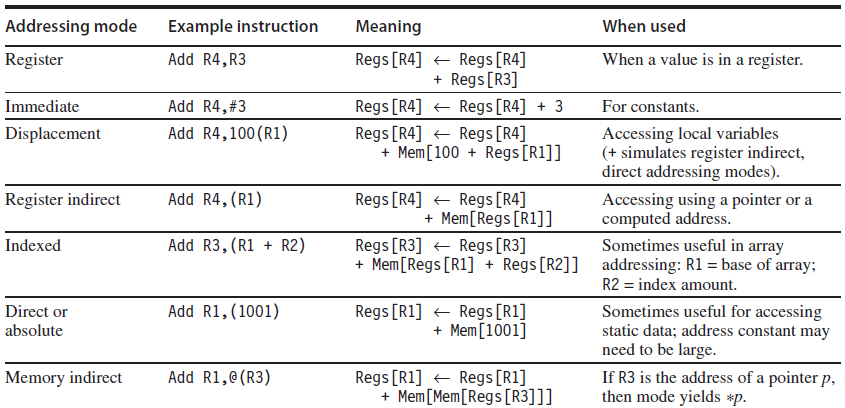 Addressing mode Example instruction Meaning When used
Register Add R4,R3 Regs[R4] ← Regs[R4] When a value is in a register.
+ Regs[R3]
Immediate Add R4,#3 Regs[R4] ← Regs[R4] + 3 For constants.
Displacement Add R4,100(R1) Regs[R4] ← Regs[R4] Accessing local variables
+ Mem[100 + Regs[R1]] (+ simulates register indirect,
direct addressing modes).
Register indirect Add R4,(R1) Regs[R4] ← Regs[R4] Accessing using a pointer or a
+ Mem[Regs[R1]] computed address.
Indexed Add R3,(R1 + R2) Regs[R3] ← Regs[R3] Sometimes useful in array
+ Mem[Regs[R1] + Regs[R2]] addressing: R1 = base of array;
R2 = index amount.
Direct or Add R1,(1001) Regs[R1] ← Regs[R1] Sometimes useful for accessing
absolute + Mem[1001] static data; address constant may
need to be large.
Memory indirect Add R1,@(R3) Regs[R1] ← Regs[R1] If R3 is the address of a pointer p,
+ Mem[Mem[Regs[R3]]] then mode yields *p.